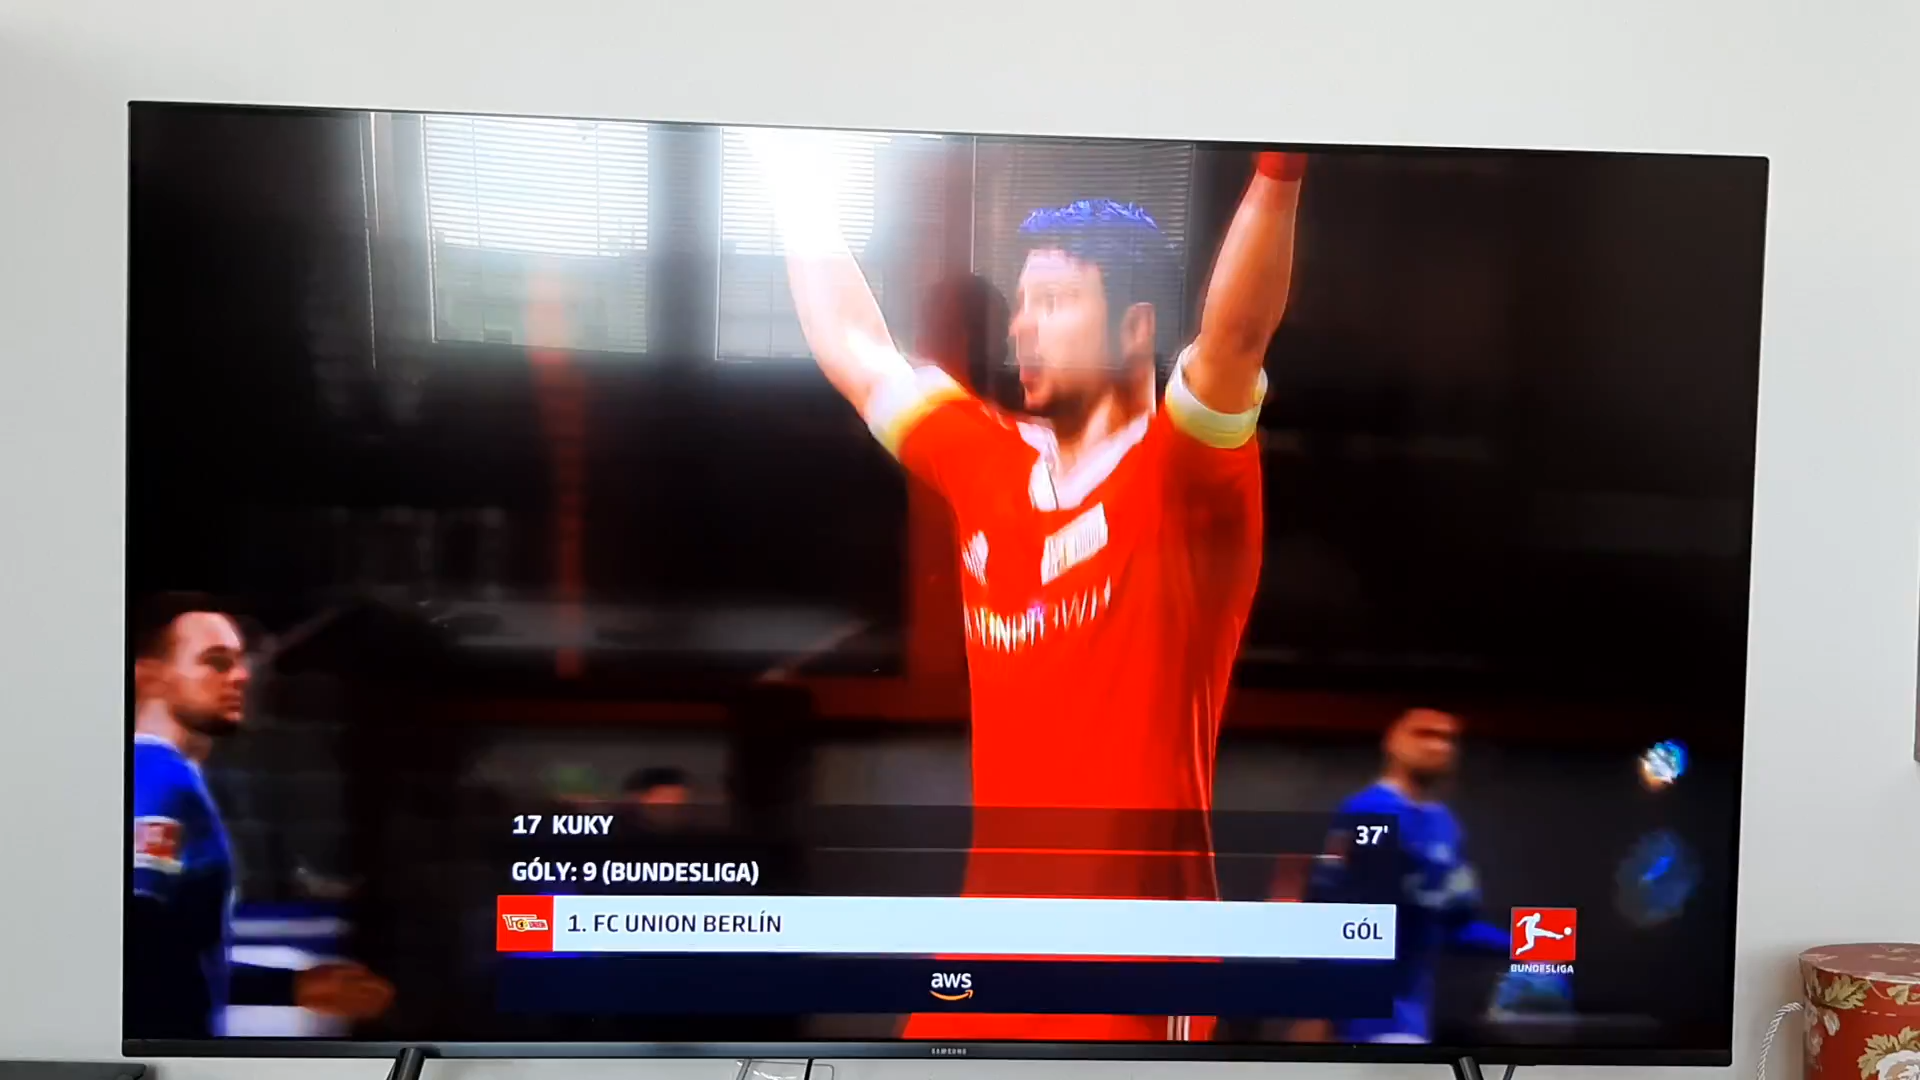 17 KUKY
37'
GÓLY: 9 (BUNDESLIGA)
1. FC UNION BERLÍN
GÓL
aws
BUNDESLIGA
SAMSUNG